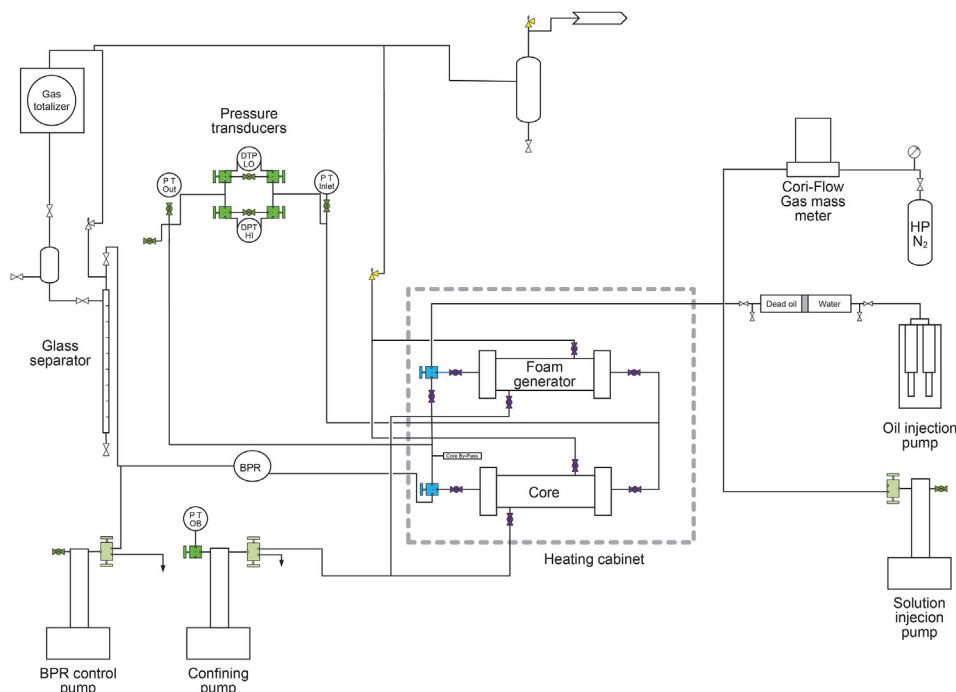 Gas
totalizer
Pressure
transducers
DTP
LO
P T
Out
P T
Inlet
DPT
HI
Cori-Flow
Gas mass
meter
HP
N2
Dead oil
Water
Glass
separator
Foam
generator
Oil injection
pump
Core By-Pass
BPR
Core
P T
OB
Heating cabinet
Solution
injecion
pump
BPR control
pump
Confining
pump